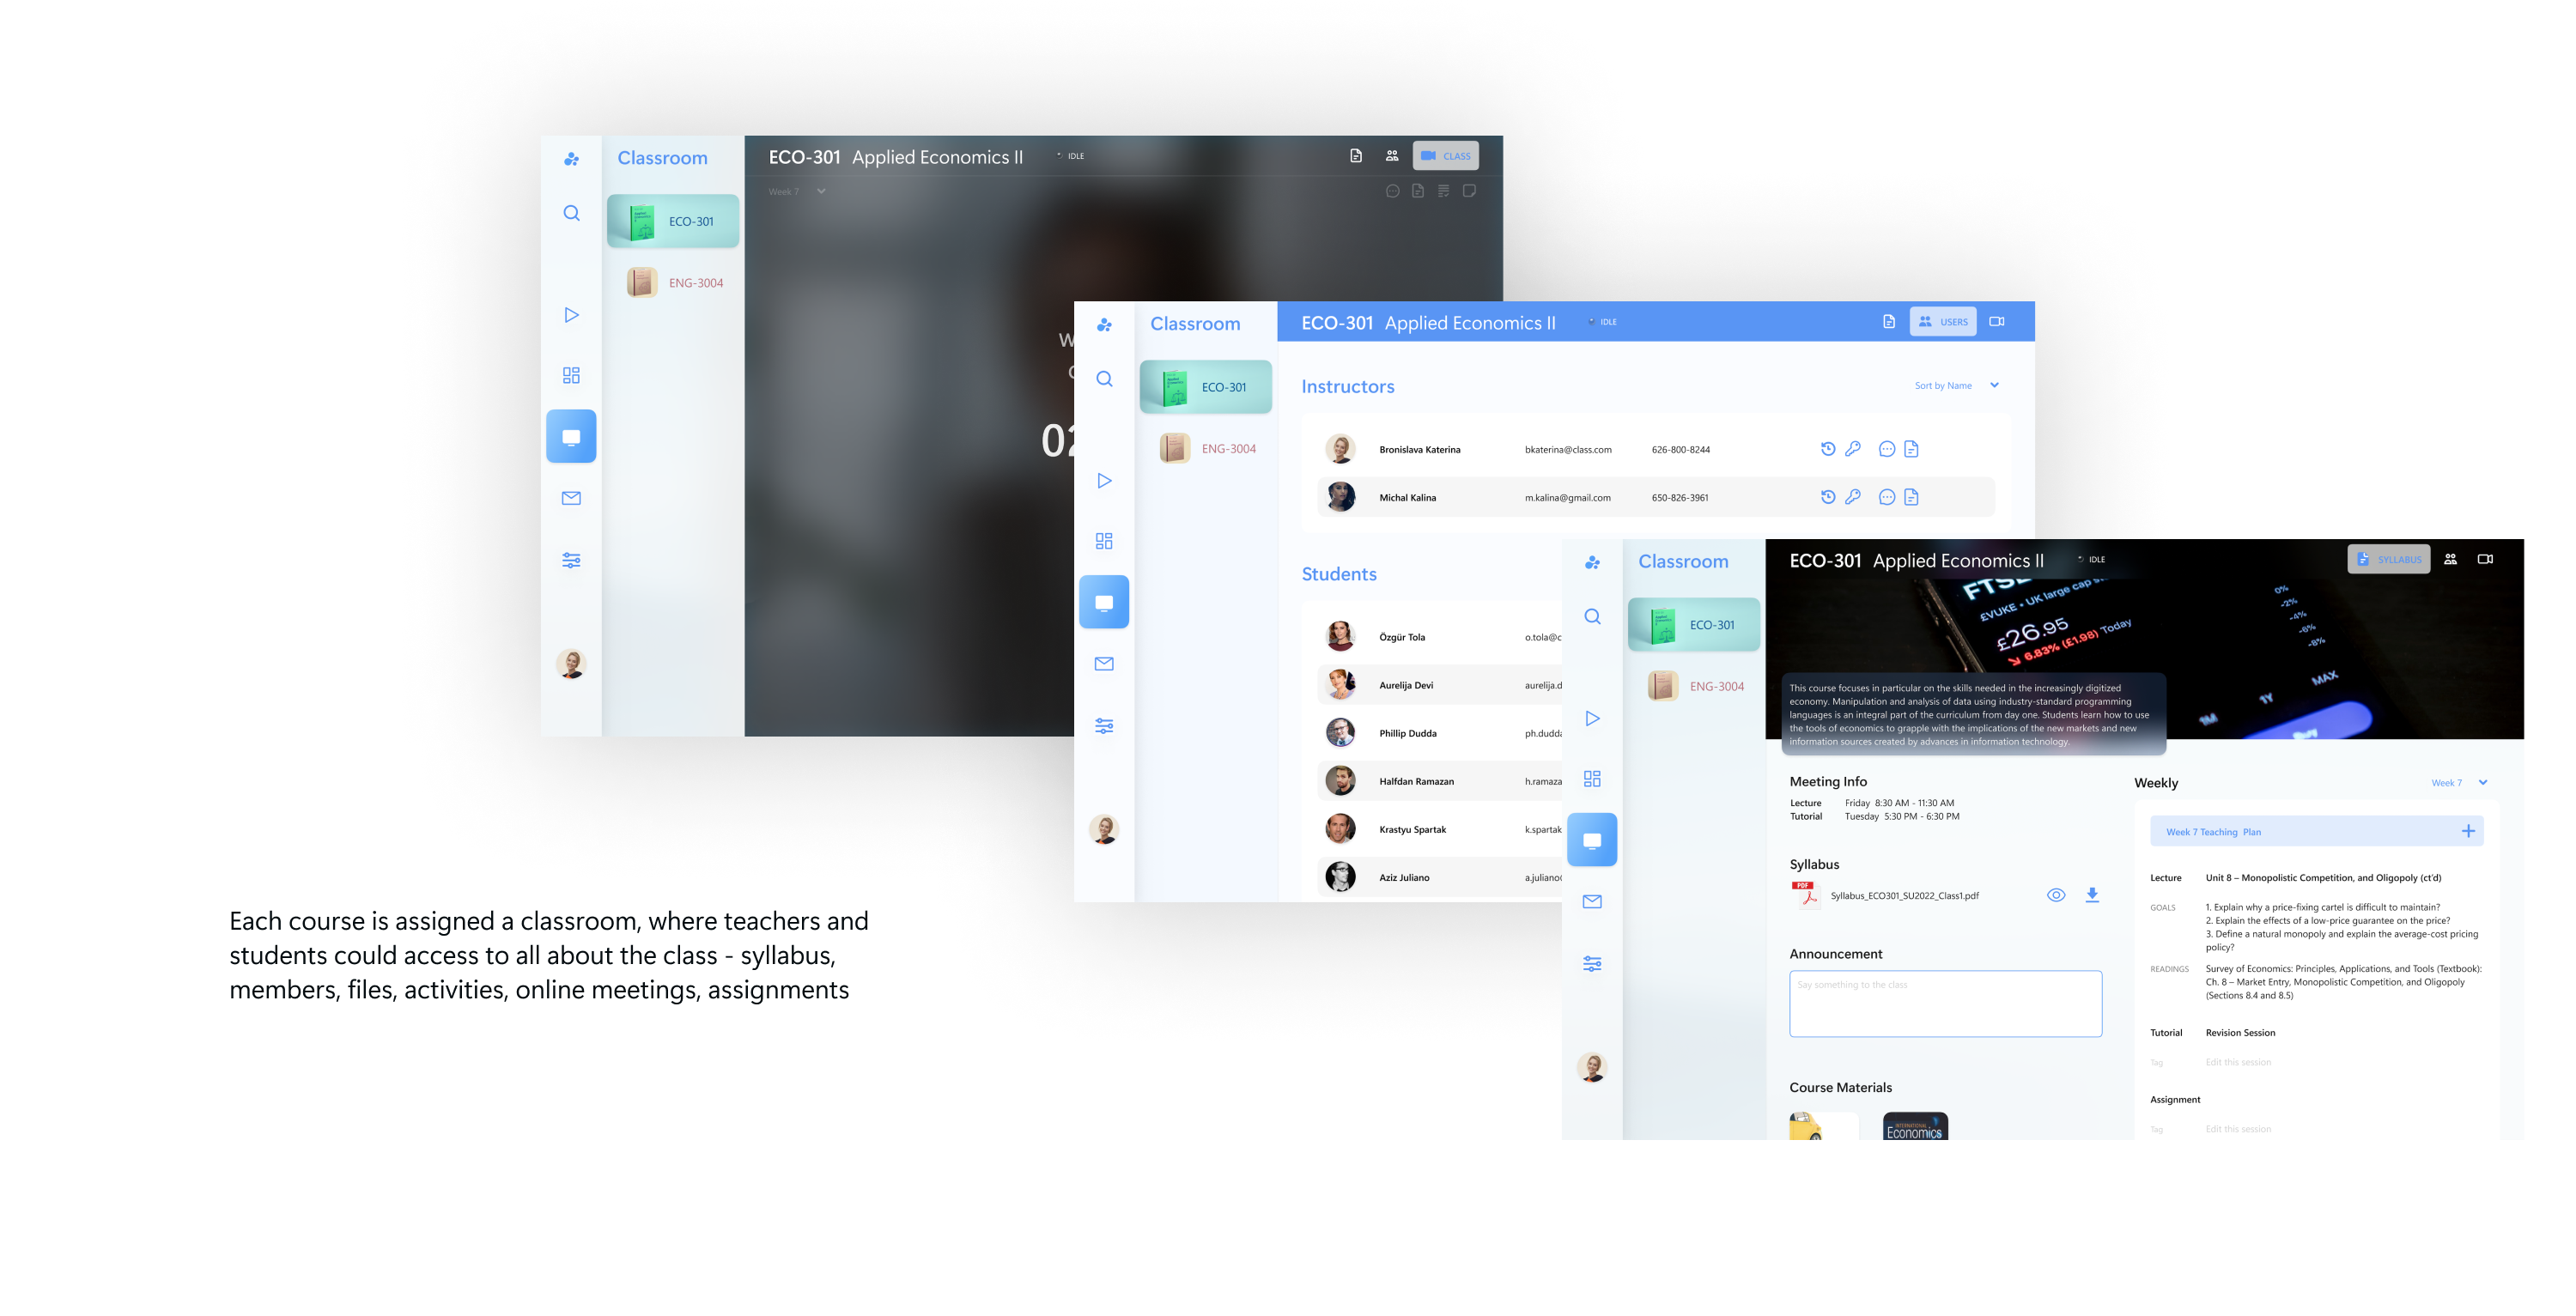 Classroom
ECO-301
ENG-3004
ECO-301 Applied Economics II
IDLE
CLASS
Week 7
02
Classroom
ECO-301
ENG-3004
ECO-301 Applied Economics II
IDLE
USERS
Instructors
Sort by Name
Bronislava Katerina bkaterina@class.com 626-800-8244
Michal Kalina m.kalina@gmail.com 650-826-3961
Students
Özgür Tola o.tola@c
Aurelija Devi aurelija.d
Phillip Dudda ph.dudda
Halfdan Ramazan h.ramaza
Krastyu Spartak k.spartak
Aziz Juliano a.juliano
Classroom
ECO-301
ENG-3004
ECO-301 Applied Economics II
IDLE
SYLLABUS
EVUKE • UK large cap
£26.95
6.83% (£1.98) Today
0%
-2%
-4%
-6%
-8%
1M
1Y
MAX
Buy
This course focuses in particular on the skills needed in the increasingly digitized
economy. Manipulation and analysis of data using industry-standard programming
languages is an integral part of the curriculum from day one. Students learn how to use
the tools of economics to grapple with the implications of the new markets and new
information sources created by advances in information technology.
Meeting Info
Lecture Friday 8:30 AM - 11:30 AM
Tutorial Tuesday 5:30 PM - 6:30 PM
Syllabus
PDF
Syllabus_ECO301_SU2022_Class1.pdf
Announcement
Say something to the class
Course Materials
INTERNATIONAL
Economics
Weekly
Week 7
Week 7 Teaching Plan
Lecture Unit 8 – Monopolistic Competition, and Oligopoly (ct'd)
GOALS 1. Explain why a price-fixing cartel is difficult to maintain?
2. Explain the effects of a low-price guarantee on the price?
3. Define a natural monopoly and explain the average-cost pricing
policy?
READINGS Survey of Economics: Principles, Applications, and Tools (Textbook):
Ch. 8 – Market Entry, Monopolistic Competition, and Oligopoly
(Sections 8.4 and 8.5)
Tutorial Revision Session
Tag Edit this session
Assignment
Tag Edit this session
Each course is assigned a classroom, where teachers and
students could access to all about the class - syllabus,
members, files, activities, online meetings, assignments